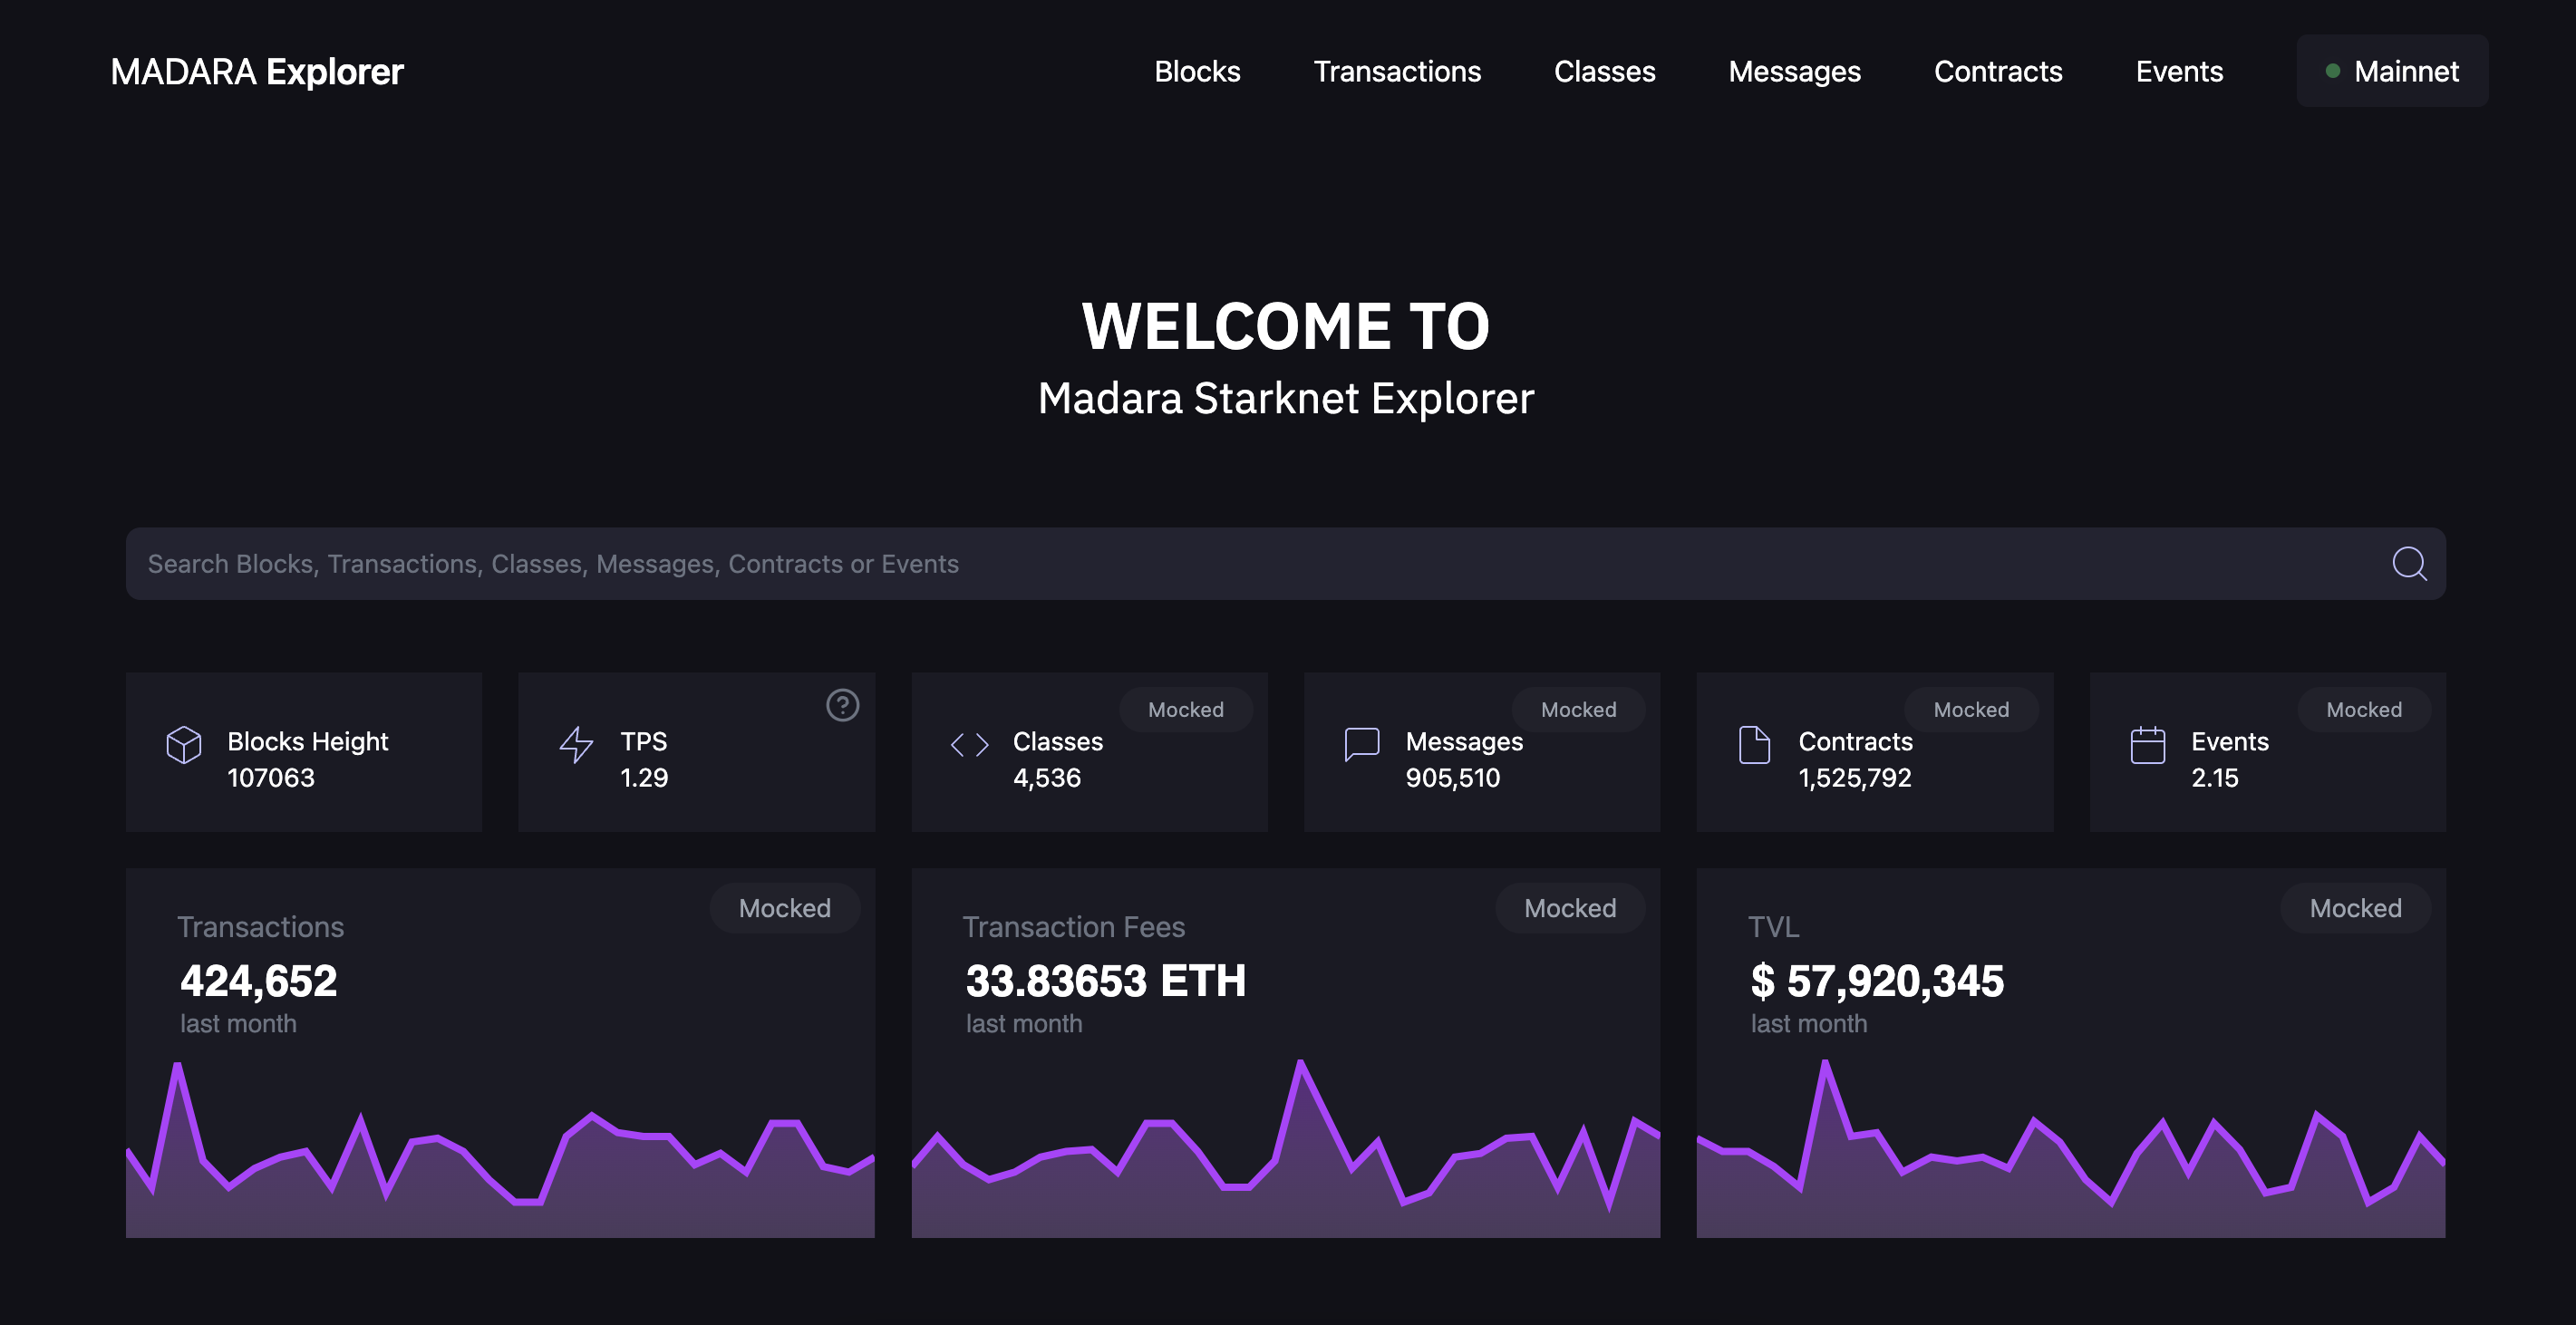 MADARA Explorer
Blocks Transactions Classes Messages Contracts Events Mainnet
WELCOME TO
Madara Starknet Explorer
Search Blocks, Transactions, Classes, Messages, Contracts or Events
Blocks Height
107063
TPS
1.29
Mocked
Classes
4,536
Mocked
Messages
905,510
Mocked
Contracts
1,525,792
Mocked
Events
2.15
Mocked
Transactions
424,652
last month
Mocked
Transaction Fees
33.83653 ETH
last month
Mocked
TVL
$ 57,920,345
last month